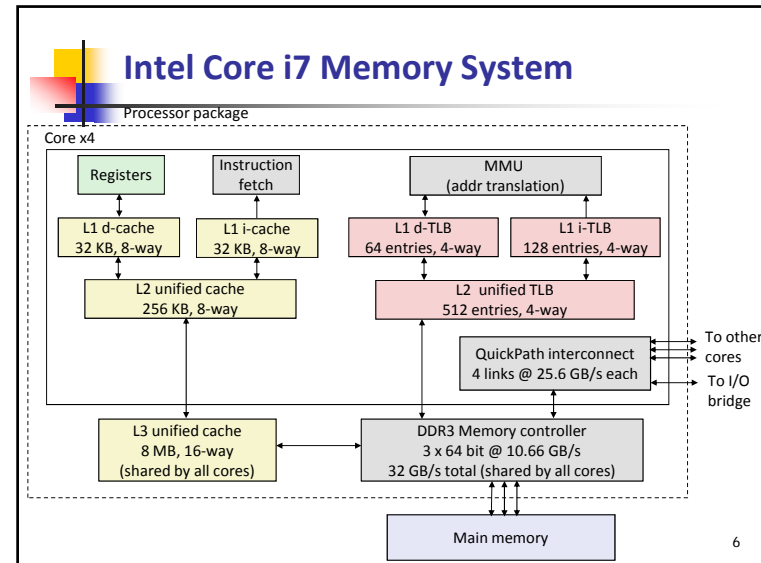 Intel Core i7 Memory System
Processor package
Core x4
Registers
Instruction
fetch
MMU
(addr translation)
L1 d-cache
32 KB, 8-way
L1 i-cache
32 KB, 8-way
L1 d-TLB
64 entries, 4-way
L1 i-TLB
128 entries, 4-way
L2 unified cache
256 KB, 8-way
L2 unified TLB
512 entries, 4-way
QuickPath interconnect
4 links @ 25.6 GB/s each
To other
cores
To I/O
bridge
L3 unified cache
8 MB, 16-way
(shared by all cores)
DDR3 Memory controller
3 x 64 bit @ 10.66 GB/s
32 GB/s total (shared by all cores)
Main memory
6